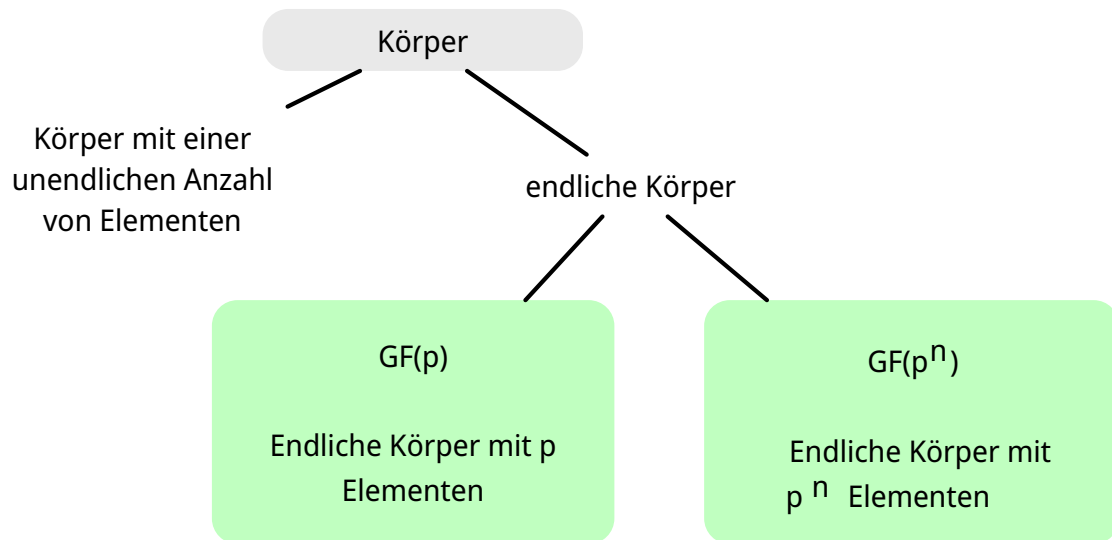 Körper
Körper mit einer
unendlichen Anzahl
von Elementen
endliche Körper
GF(p)
Endliche Körper mit p
Elementen
GF(pⁿ)
Endliche Körper mit
p ⁿ Elementen